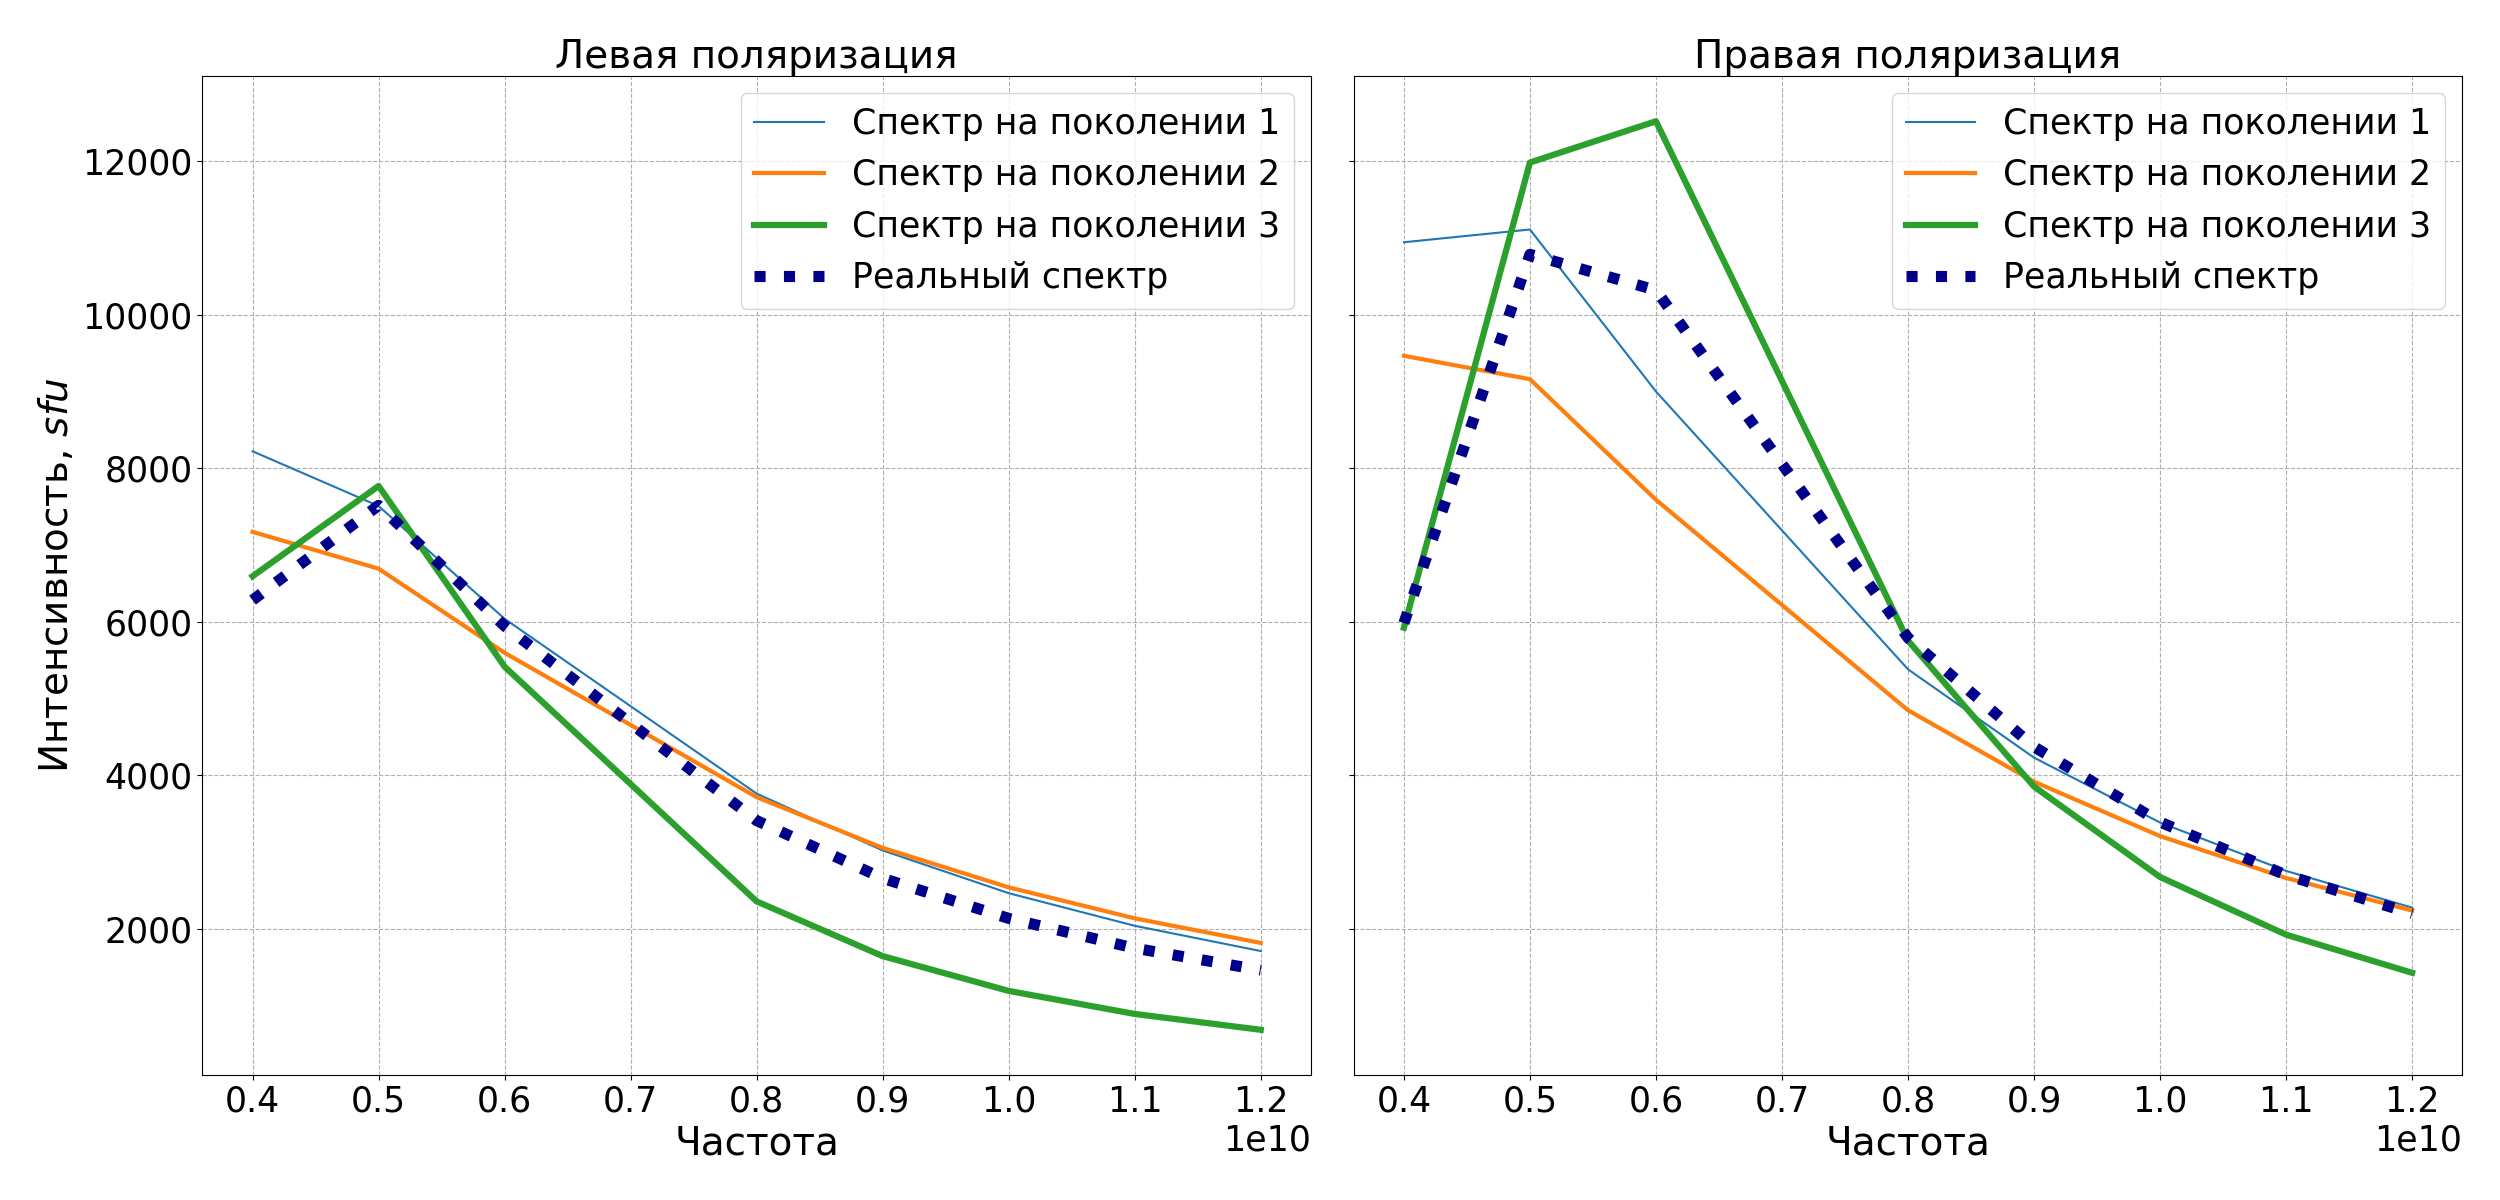 Левая поляризация
Спектр на поколении 1
Спектр на поколении 2
Спектр на поколении 3
Реальный спектр
Интенсивность, sfu
12000
10000
8000
6000
4000
2000
0.4 0.5 0.6 0.7 0.8 0.9 1.0 1.1 1.2
Частота
1e10
Правая поляризация
Спектр на поколении 1
Спектр на поколении 2
Спектр на поколении 3
Реальный спектр
0.4 0.5 0.6 0.7 0.8 0.9 1.0 1.1 1.2
Частота
1e10